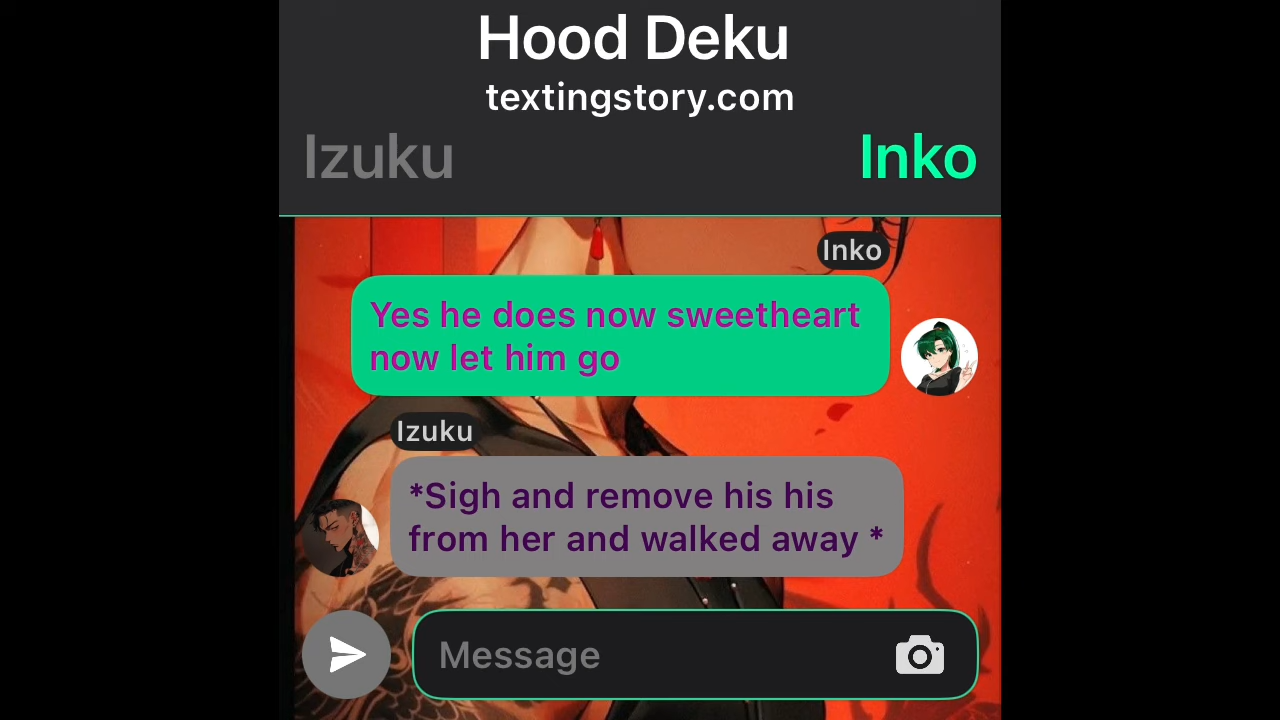 Hood Deku
textingstory.com
Izuku
Inko
Inko
Yes he does now sweetheart
now let him go
Izuku
*Sigh and remove his his
from her and walked away *
Message